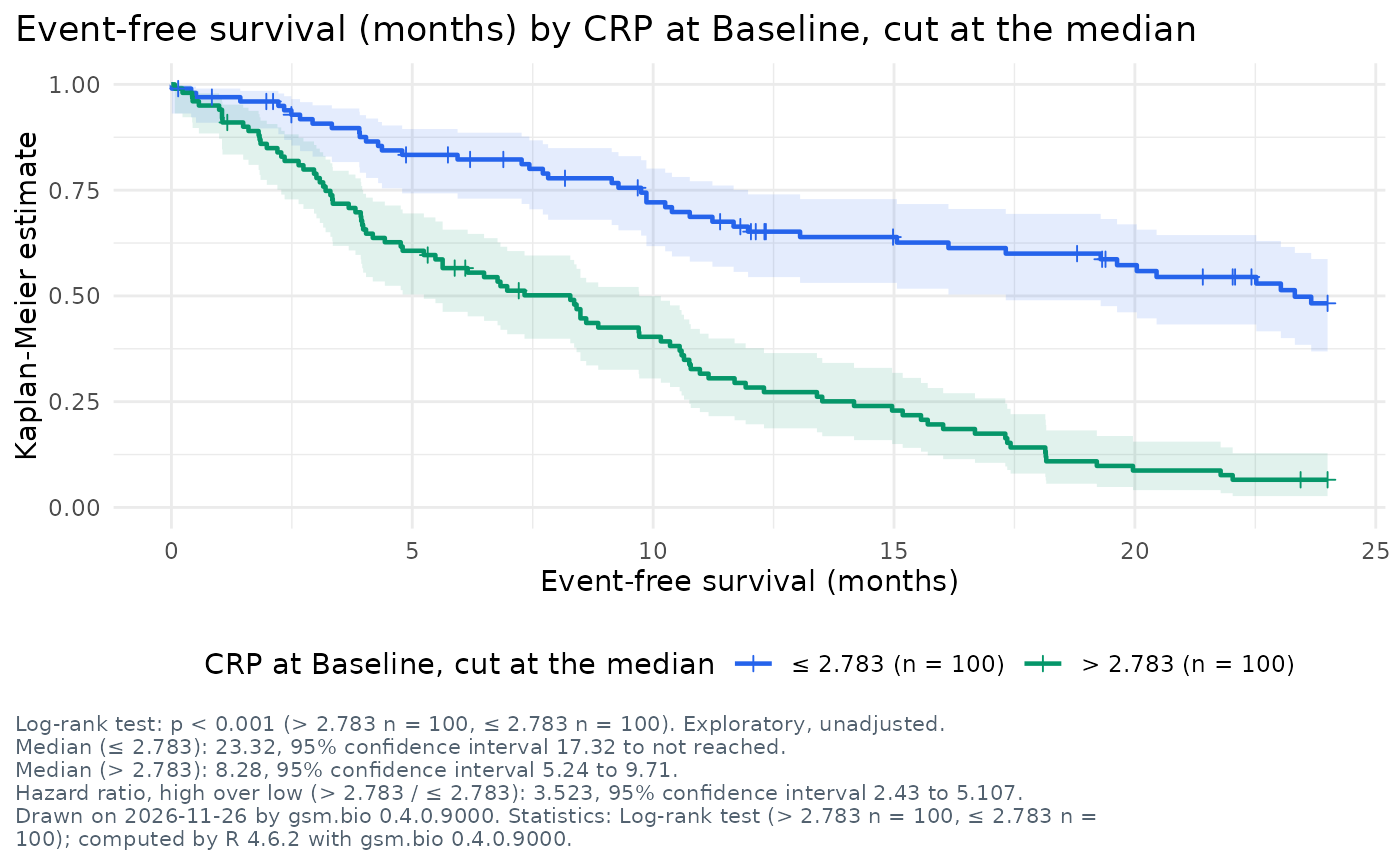 Event-free survival (months) by CRP at Baseline, cut at the median
Kaplan-Meier estimate
1.00
0.75
0.50
0.25
0.00
0 5 10 15 20 25
Event-free survival (months)
CRP at Baseline, cut at the median ≤ 2.783 (n = 100) > 2.783 (n = 100)
Log-rank test: p < 0.001 (> 2.783 n = 100, ≤ 2.783 n = 100). Exploratory, unadjusted.
Median (≤ 2.783): 23.32, 95% confidence interval 17.32 to not reached.
Median (> 2.783): 8.28, 95% confidence interval 5.24 to 9.71.
Hazard ratio, high over low (> 2.783 / ≤ 2.783): 3.523, 95% confidence interval 2.43 to 5.107.
Drawn on 2026-11-26 by gsm.bio 0.4.0.9000. Statistics: Log-rank test (> 2.783 n = 100, ≤ 2.783 n =
100); computed by R 4.6.2 with gsm.bio 0.4.0.9000.